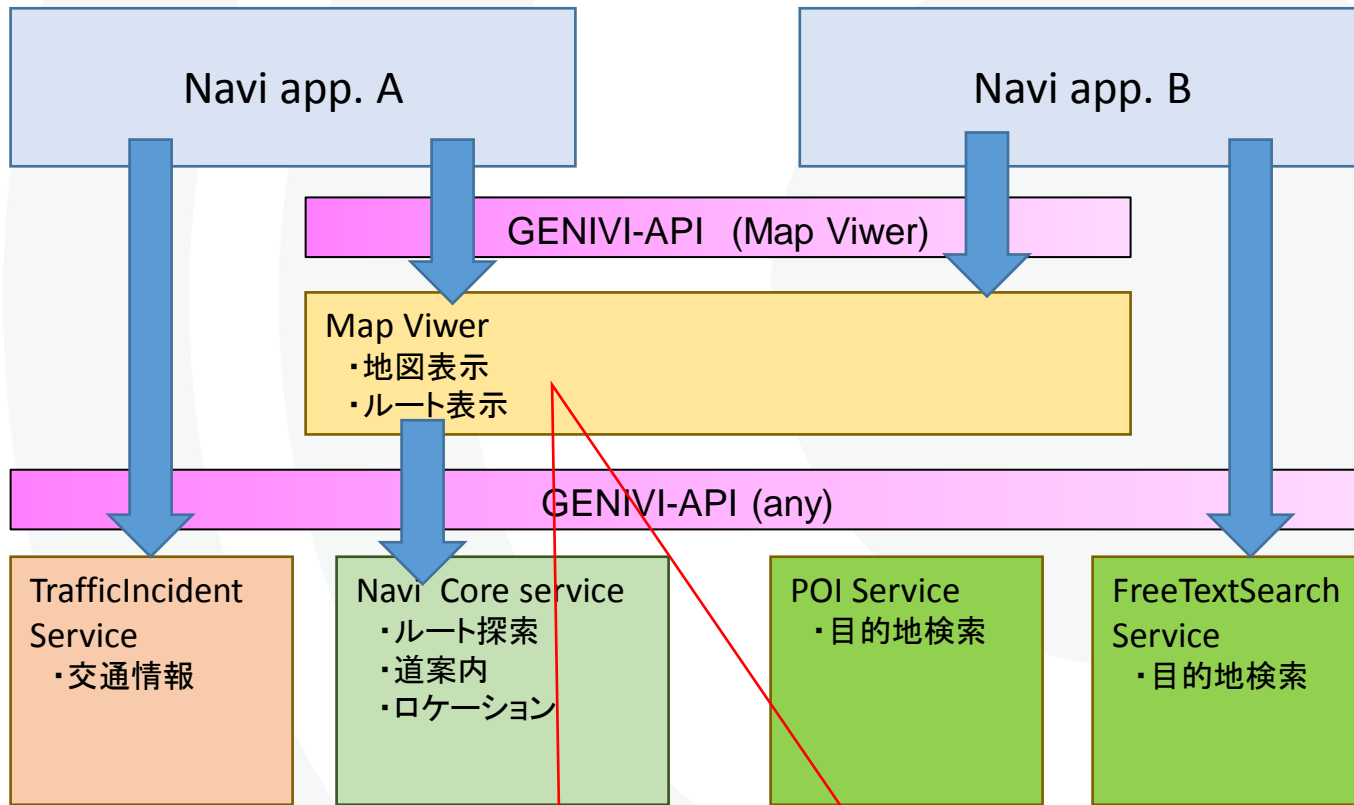 Navi app. A
Navi app. B
GENIVI-API (Map Viwer)
Map Viwer
・地図表示
・ルート表示
GENIVI-API (any)
TrafficIncident
Service
・交通情報
Navi Core service
・ルート探索
・道案内
・ロケーション
POI Service
・目的地検索
FreeTextSearch
Service
・目的地検索